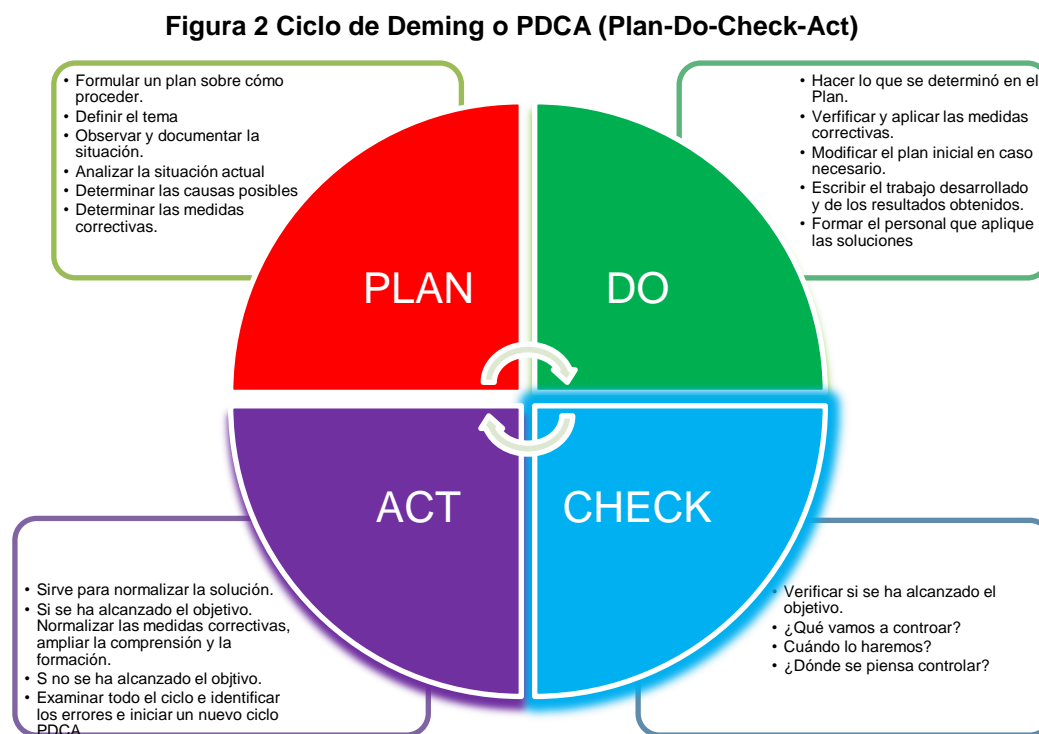 Figura 2 Ciclo de Deming o PDCA (Plan-Do-Check-Act)
• Formular un plan sobre cómo
proceder.
• Definir el tema
• Observar y documentar la
situación.
• Analizar la situación actual
• Determinar las causas posibles
• Determinar las medidas
correctivas.
• Hacer lo que se determinó en el
Plan.
• Verfificar y aplicar las medidas
correctivas.
• Modificar el plan inicial en caso
necesario.
• Escribir el trabajo desarrollado
y de los resultados obtenidos.
• Formar el personal que aplique
las soluciones
PLAN
DO
ACT
CHECK
• Sirve para normalizar la solución.
• Si se ha alcanzado el objetivo.
Normalizar las medidas correctivas,
ampliar la comprensión y la
formación.
• S no se ha alcanzado el objtivo.
• Examinar todo el ciclo e identificar
los errores e iniciar un nuevo ciclo
PDCA
• Verificar si se ha alcanzado el
objetivo.
• ¿Qué vamos a controar?
• Cuándo lo haremos?
• ¿Dónde se piensa controlar?